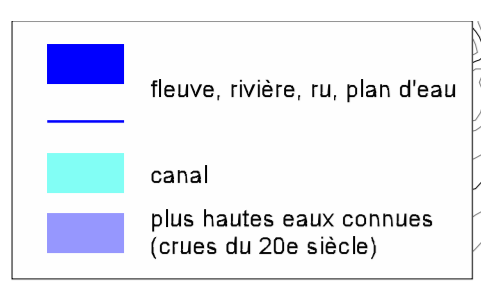 fleuve, rivière, ru, plan d'eau
canal
plus hautes eaux connues
(crues du 20e siècle)